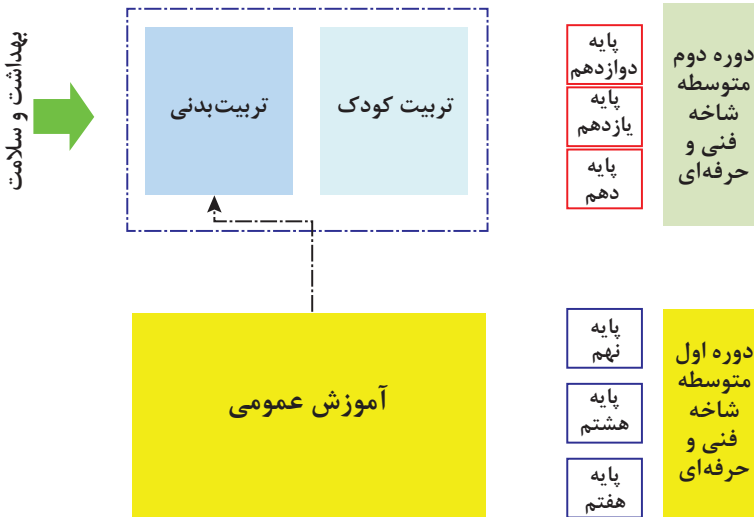 دوره دوم
متوسطه
شاخه
فنی و
حرفه‌ای
پایه
دوازدهم
پایه
یازدهم
پایه
دهم
تربیت کودک
تربیت‌بدنی
بهداشت و سلامت
دوره اول
متوسطه
شاخه
فنی و
حرفه‌ای
پایه
نهم
پایه
هشتم
پایه
هفتم
آموزش عمومی